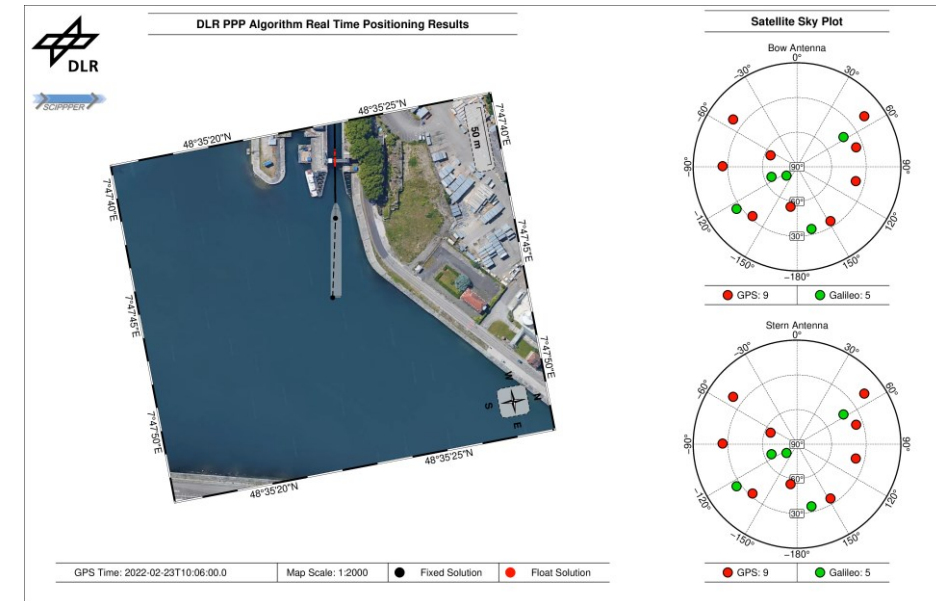 DLR PPP Algorithm Real Time Positioning Results
DLR
SCIPPPER
48°35'20"N
48°35'25"N
7°47'40"E
7°47'40"E
50 m
7°47'45"E
7°47'45"E
7°47'50"E
7°47'50"E
W
N
S
E
48°35'20"N
48°35'25"N
GPS Time: 2022-02-23T10:06:00.0
Map Scale: 1:2000
Fixed Solution
Float Solution
Satellite Sky Plot
Bow Antenna
0°
-30°
30°
-60°
60°
-90°
90°
90°
60°
30°
-120°
120°
-150°
150°
-180°
GPS: 9
Galileo: 5
Stern Antenna
0°
-30°
30°
-60°
60°
-90°
90°
90°
60°
30°
-120°
120°
-150°
150°
-180°
GPS: 9
Galileo: 5